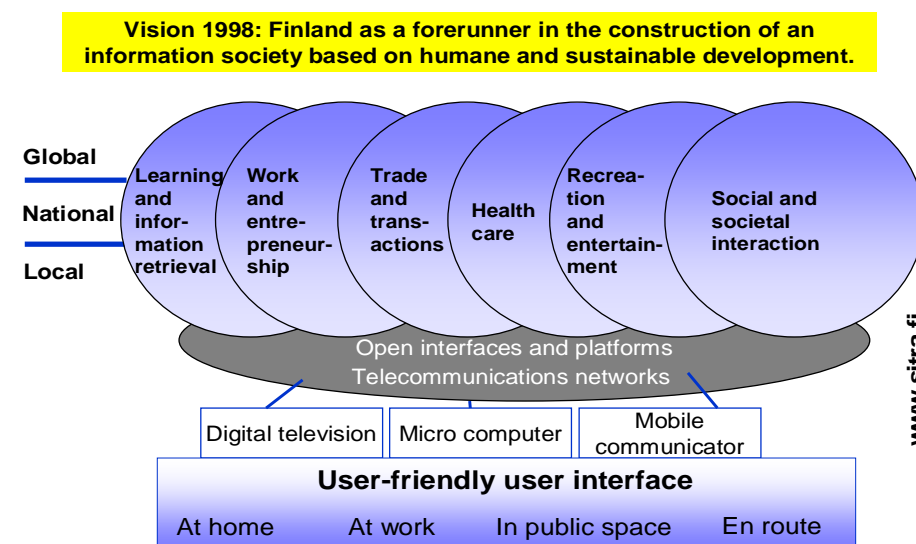 Vision 1998: Finland as a forerunner in the construction of an
information society based on humane and sustainable development.
Global
National
Local
Learning
and
infor-
mation
retrieval
Work
and
entre-
preneur-
ship
Trade
and
trans-
actions
Health
care
Recrea-
tion
and
entertain-
ment
Social and
societal
interaction
Open interfaces and platforms
Telecommunications networks
www.sitra.fi
Digital television
Micro computer
Mobile
communicator
User-friendly user interface
At home
At work
In public space
En route